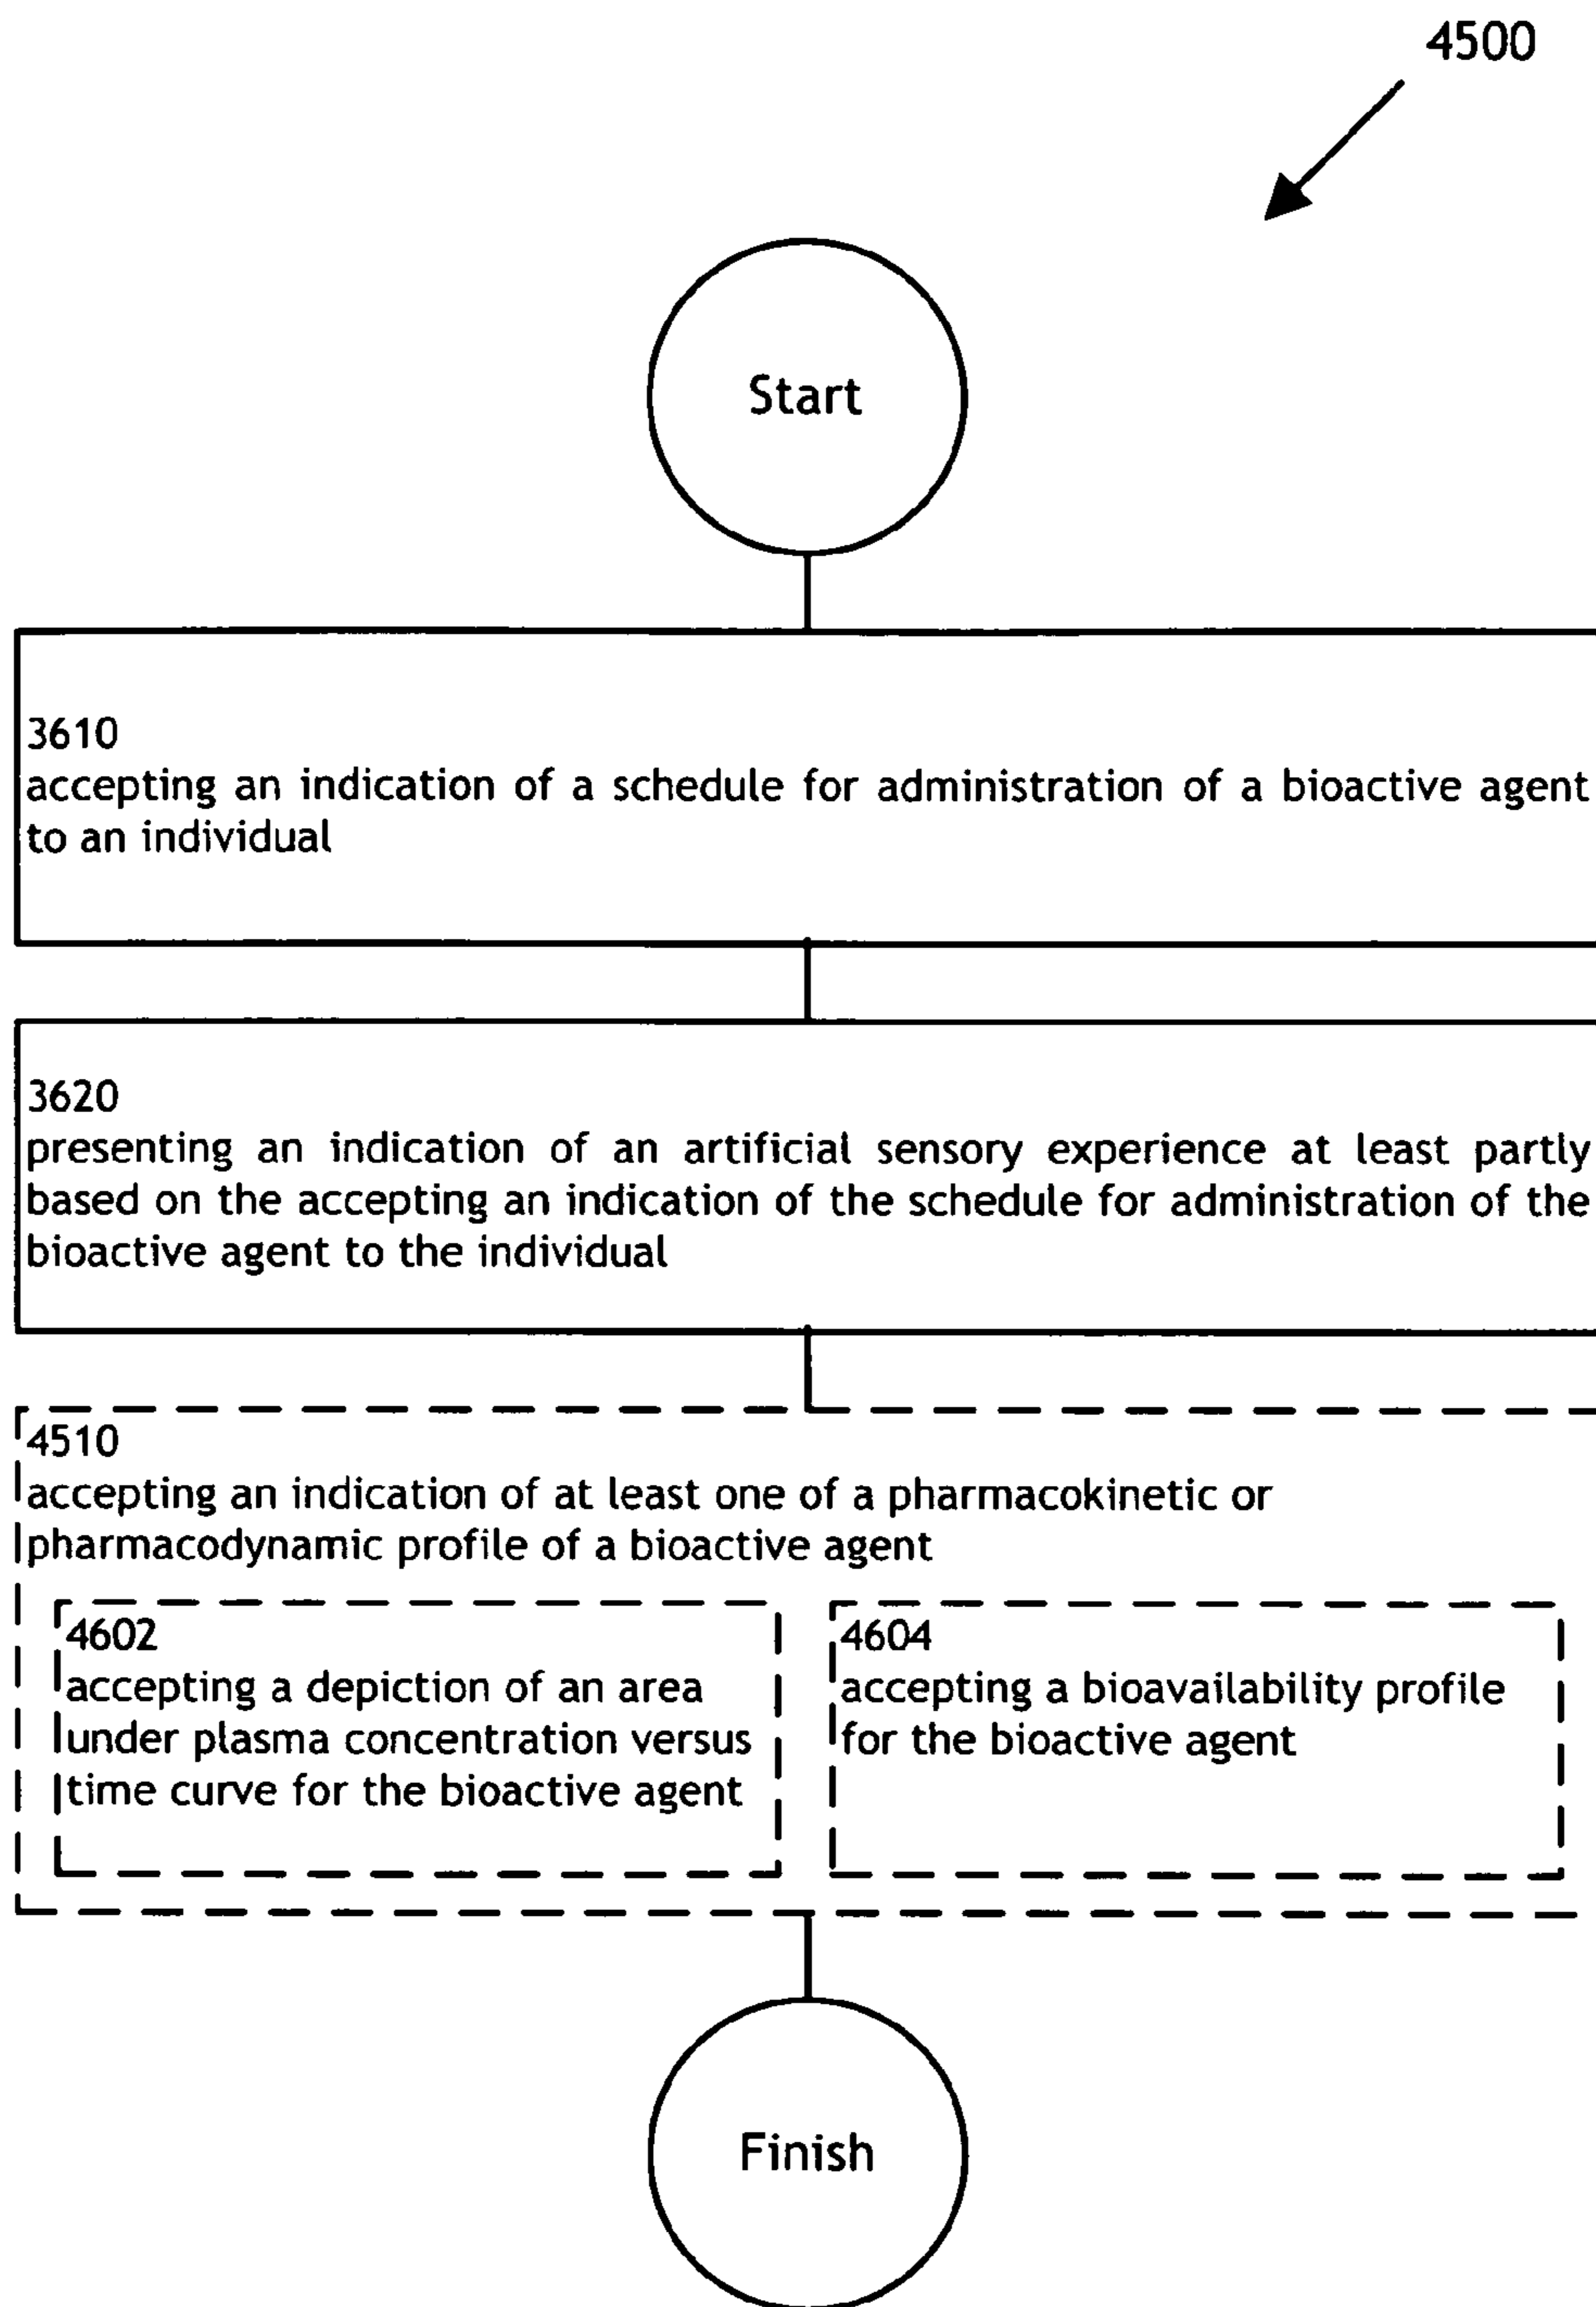 4500
Start
3610
accepting an indication of a schedule for administration of a bioactive agent
to an individual
3620
presenting an indication of an artificial sensory experience at least partly
based on the accepting an indication of the schedule for administration of the
bioactive agent to the individual
4510
accepting an indication of at least one of a pharmacokinetic or
pharmacodynamic profile of a bioactive agent
4602
accepting a depiction of an area
under plasma concentration versus
time curve for the bioactive agent
4604
accepting a bioavailability profile
for the bioactive agent
Finish